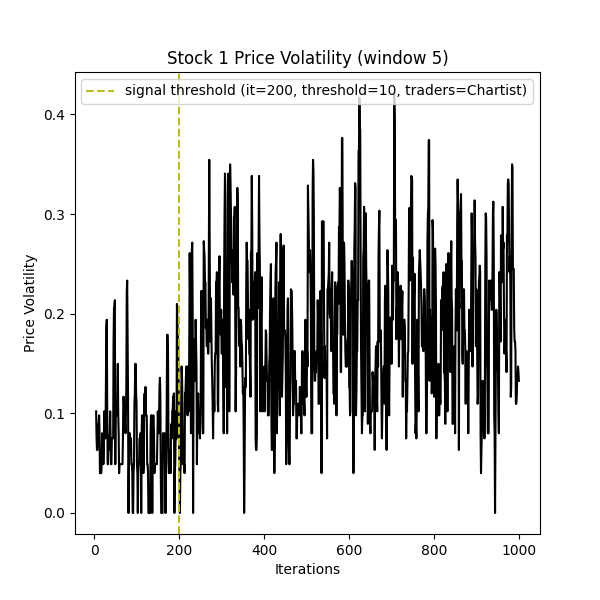 Stock 1 Price Volatility (window 5)
signal threshold (it=200, threshold=10, traders=Chartist)
0.4
0.3
0.2
0.1
0.0
Price Volatility
0 200 400 600 800 1000
Iterations